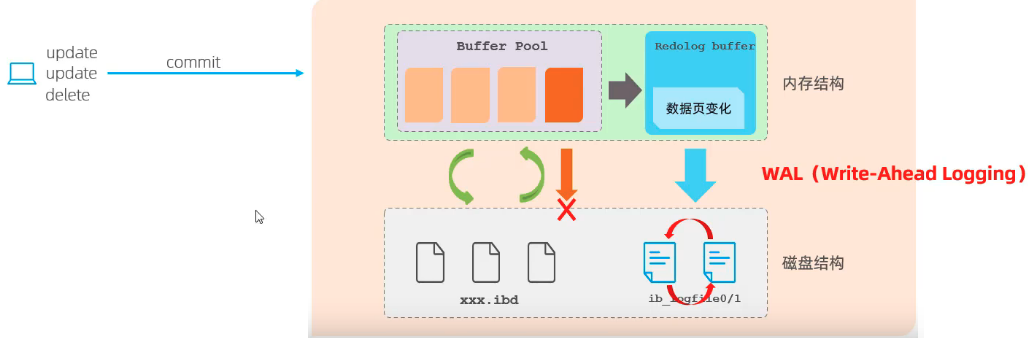 update
update
delete
commit
Buffer Pool
Redolog buffer
数据页变化
内存结构
WAL（Write-Ahead Logging）
xxx.ibd
ib_logfile0/1
磁盘结构